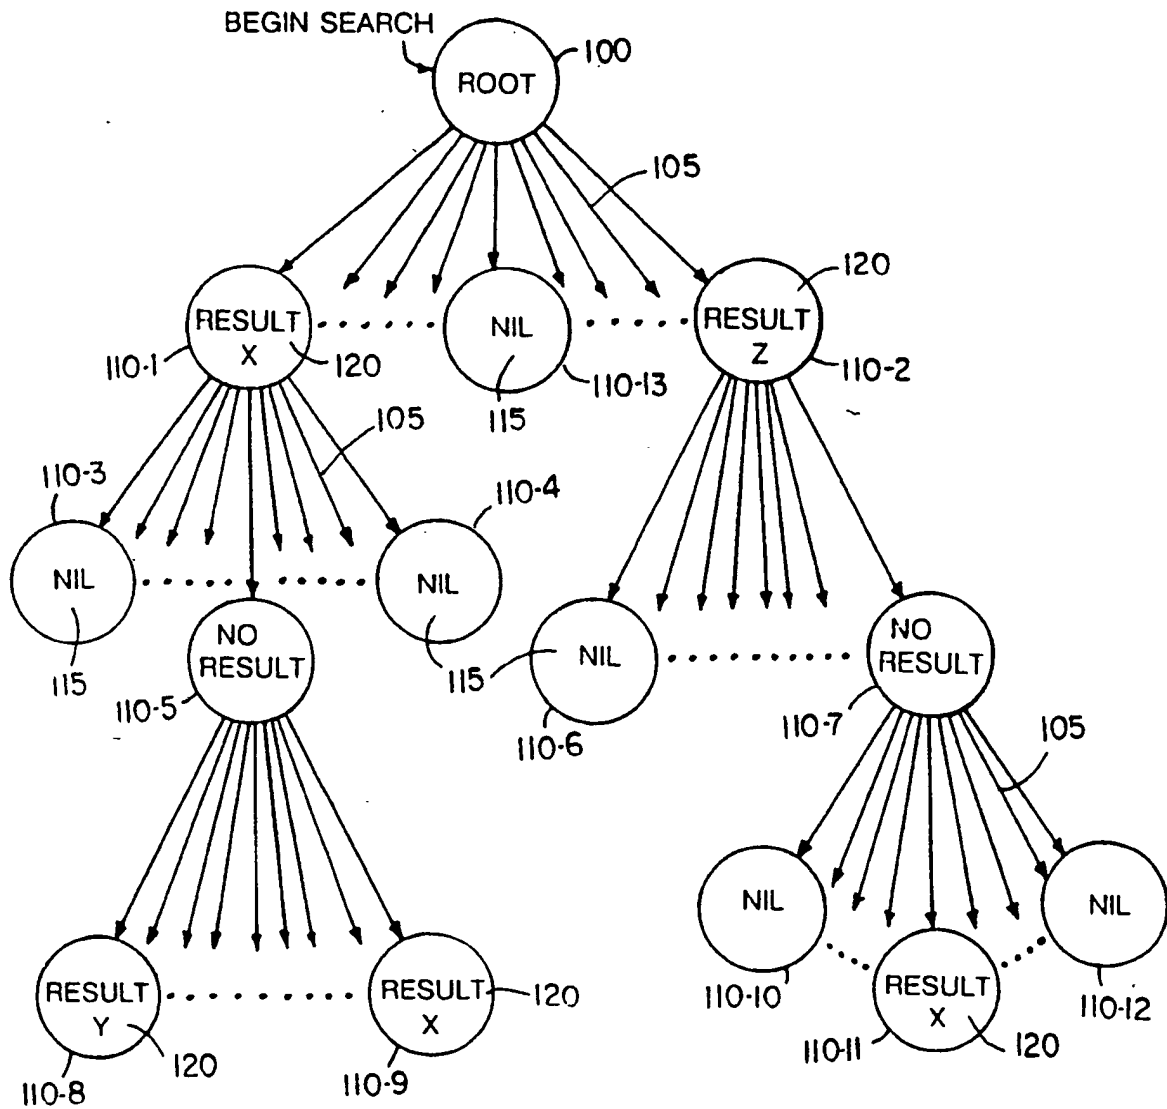 BEGIN SEARCH
100
ROOT
105
120
RESULT
X
NIL
RESULT
Z
110-1
120
110-13
110-2
115
105
110-3
110-4
NIL
NIL
115
115
NO
RESULT
110-5
NIL
110-6
NO
RESULT
110-7
105
NIL
NIL
110-10
110-12
RESULT
Y
120
110-8
RESULT
X
120
110-9
RESULT
X
120
110-11